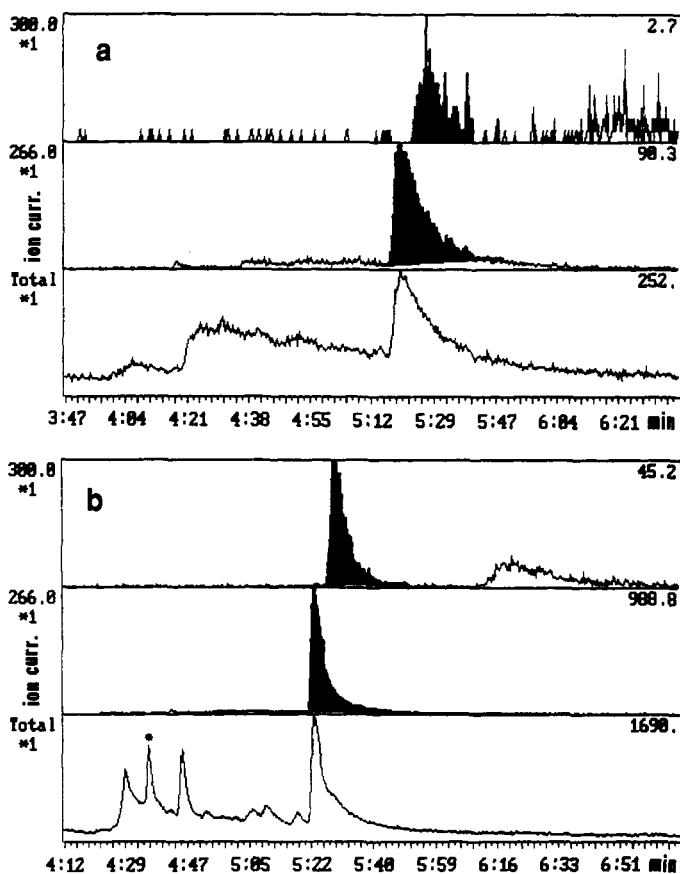 300.0
*1
a
2.7
266.0
*1
90.3
ion curr.
Total
*1
252.
3:47 4:04 4:21 4:38 4:55 5:12 5:29 5:47 6:04 6:21 min
300.0
*1
b
45.2
266.0
*1
908.8
ion curr.
Total
*1
*
1690.
4:12 4:29 4:47 5:05 5:22 5:40 5:59 6:16 6:33 6:51 min